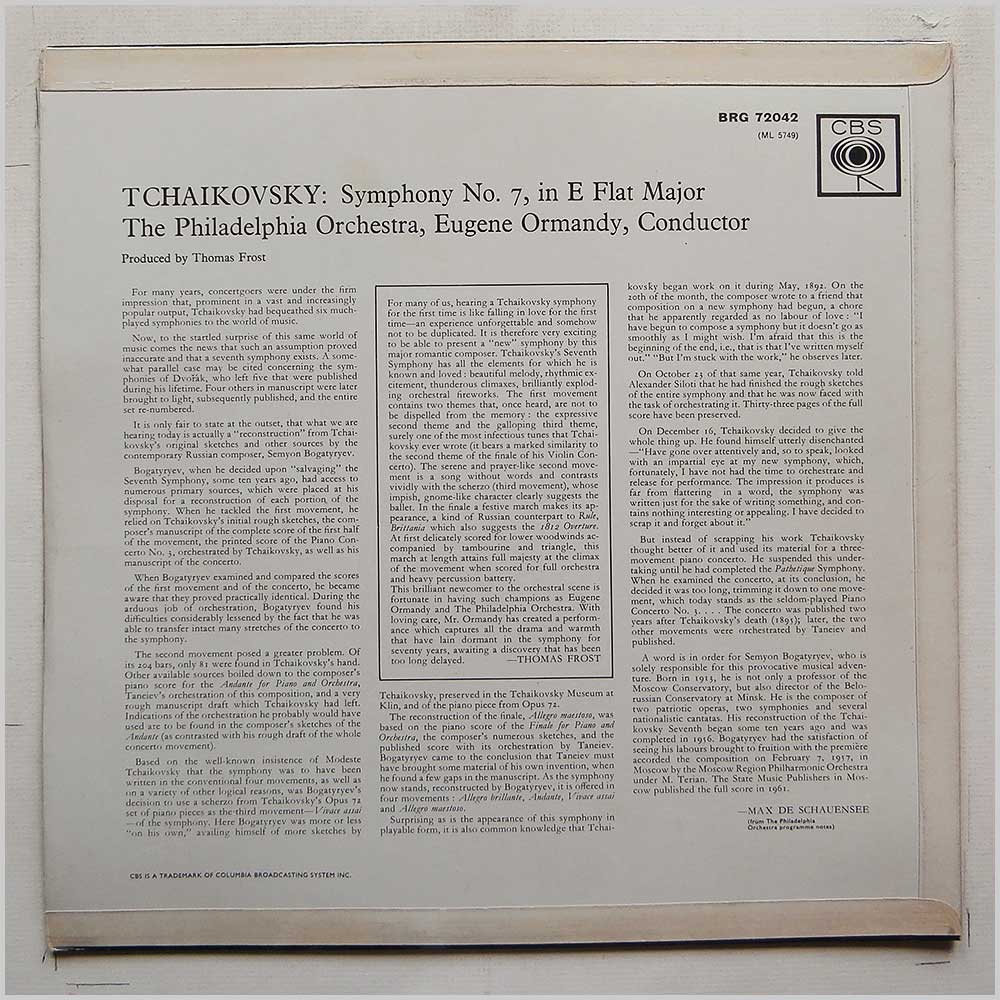 BRG 72042
(ML 5749)
CBS
TCHAIKOVSKY: Symphony No. 7, in E Flat Major
The Philadelphia Orchestra, Eugene Ormandy, Conductor
Produced by Thomas Frost
For many years, concertgoers were under the firm
impression that, prominent in a vast and increasingly
popular output, Tchaikovsky had bequeathed six much-
played symphonies to the world of music.
Now, to the startled surprise of this same world of
music comes the news that such an assumption proved
inaccurate and that a seventh symphony exists. A some-
what parallel case may be cited concerning the sym-
phonies of Dvořák, who left five that were published
during his lifetime. Four others in manuscript were later
brought to light, subsequently published, and the entire
set re-numbered.
It is only fair to state at the outset, that what we are
hearing today is actually a "reconstruction" from Tchai-
kovsky's original sketches and other sources by the
contemporary Russian composer, Semyon Bogatyryev.
Bogatyryev, when he decided upon "salvaging" the
Seventh Symphony, some ten years ago, had access to
numerous primary sources, which were placed at his
disposal for a reconstruction of each portion of the
symphony. When he tackled the first movement, he
relied on Tchaikovsky's initial rough sketches, the com-
poser's manuscript of the complete score of the first half
of the movement, the printed score of the Piano Con-
certo No. 3, orchestrated by Tchaikovsky, as well as his
manuscript of the concerto.
When Bogatyryev examined and compared the scores
of the first movement and of the concerto, he became
aware that they proved practically identical. During the
arduous job of orchestration, Bogatyryev found his
difficulties considerably lessened by the fact that he was
able to transfer intact many stretches of the concerto to
the symphony.
The second movement posed a greater problem. Of
its 204 bars, only 81 were found in Tchaikovsky's hand.
Other available sources boiled down to the composer's
piano score for the Andante for Piano and Orchestra,
Taneiev's orchestration of this composition, and a very
rough manuscript draft which Tchaikovsky had left.
Indications of the orchestration he probably would have
used are to be found in the composer's sketches of the
Andante (as contrasted with his rough draft of the whole
concerto movement).
Based on the well-known insistence of Modeste
Tchaikovsky that the symphony was to have been
written in the conventional four movements, as well as
on a variety of other logical reasons, was Bogatyryev's
decision to use a scherzo from Tchaikovsky's Opus 72
set of piano pieces as the third movement—Vivace assai
—of the symphony. Here Bogatyryev was more or less
"on his own," availing himself of more sketches by
For many of us, hearing a Tchaikovsky symphony
for the first time is like falling in love for the first
time—an experience unforgettable and somehow
not to be duplicated. It is therefore very exciting
to be able to present a "new" symphony by this
major romantic composer. Tchaikovsky's Seventh
Symphony has all the elements for which he is
known and loved: beautiful melody, rhythmic ex-
citement, thunderous climaxes, brilliantly explod-
ing orchestral fireworks. The first movement
contains two themes that, once heard, are not to
be dispelled from the memory: the expressive
second theme and the galloping third theme,
surely one of the most infectious tunes that Tchai-
kovsky ever wrote (it bears a marked similarity to
the second theme of the finale of his Violin Con-
certo). The serene and prayer-like second move-
ment is a song without words and contrasts
vividly with the scherzo (third movement), whose
impish, gnome-like character clearly suggests the
ballet. In the finale a festive march makes its ap-
pearance, a kind of Russian counterpart to Rule,
Brittania which also suggests the 1812 Overture.
At first delicately scored for lower woodwinds ac-
companied by tambourine and triangle, this
march at length attains full majesty at the climax
of the movement when scored for full orchestra
and heavy percussion battery.
This brilliant newcomer to the orchestral scene is
fortunate in having such champions as Eugene
Ormandy and The Philadelphia Orchestra. With
loving care, Mr. Ormandy has created a perform-
ance which captures all the drama and warmth
that have lain dormant in the symphony for
seventy years, awaiting a discovery that has been
too long delayed. —THOMAS FROST
Tchaikovsky, preserved in the Tchaikovsky Museum at
Klin, and of the piano piece from Opus 72.
The reconstruction of the finale, Allegro maestoso, was
based on the piano score of the Finale for Piano and
Orchestra, the composer's numerous sketches, and the
published score with its orchestration by Taneiev.
Bogatyryev came to the conclusion that Taneiev must
have brought some material of his own invention, when
he found a few gaps in the manuscript. As the symphony
now stands, reconstructed by Bogatyryev, it is offered in
four movements: Allegro brillante, Andante, Vivace assai
and Allegro maestoso.
Surprising as is the appearance of this symphony in
playable form, it is also common knowledge that Tchai-
kovsky began work on it during May, 1892. On the
20th of the month, the composer wrote to a friend that
composition on a new symphony had begun, a chore
that he apparently regarded as no labour of love: "I
have begun to compose a symphony but it doesn't go as
smoothly as I might wish. I'm afraid that this is the
beginning of the end, i.e., that is that I've written myself
out." "But I'm stuck with the work," he observes later.
On October 23 of that same year, Tchaikovsky told
Alexander Siloti that he had finished the rough sketches
of the entire symphony and that he was now faced with
the task of orchestrating it. Thirty-three pages of the full
score have been preserved.
On December 16, Tchaikovsky decided to give the
whole thing up. He found himself utterly disenchanted
—"Have gone over attentively and, so to speak, looked
with an impartial eye at my new symphony, which,
fortunately, I have not had the time to orchestrate and
release for performance. The impression it produces is
far from flattering in a word, the symphony was
written just for the sake of writing something, and con-
tains nothing interesting or appealing. I have decided to
scrap it and forget about it."
But instead of scrapping his work Tchaikovsky
thought better of it and used its material for a three-
movement piano concerto. He suspended this under-
taking until he had completed the Pathetique Symphony.
When he examined the concerto, at its conclusion, he
decided it was too long, trimming it down to one move-
ment, which today stands as the seldom-played Piano
Concerto No. 3. . . . The concerto was published two
years after Tchaikovsky's death (1895); later, the two
other movements were orchestrated by Taneiev and
published.
A word is in order for Semyon Bogatyryev, who is
solely responsible for this provocative musical adven-
ture. Born in 1913, he is not only a professor of the
Moscow Conservatory, but also director of the Belo-
russian Conservatory at Minsk. He is the composer of
two patriotic operas, two symphonies and several
nationalistic cantatas. His reconstruction of the Tchai-
kovsky Seventh began some ten years ago and was
completed in 1956. Bogatyryev had the satisfaction of
seeing his labours brought to fruition with the première
accorded the composition on February 7, 1957, in
Moscow by the Moscow Region Philharmonic Orchestra
under M. Terian. The State Music Publishers in Mos-
cow published the full score in 1961.
—MAX DE SCHAUENSEE
(from The Philadelphia
Orchestra programme notes)
CBS IS A TRADEMARK OF COLUMBIA BROADCASTING SYSTEM INC.